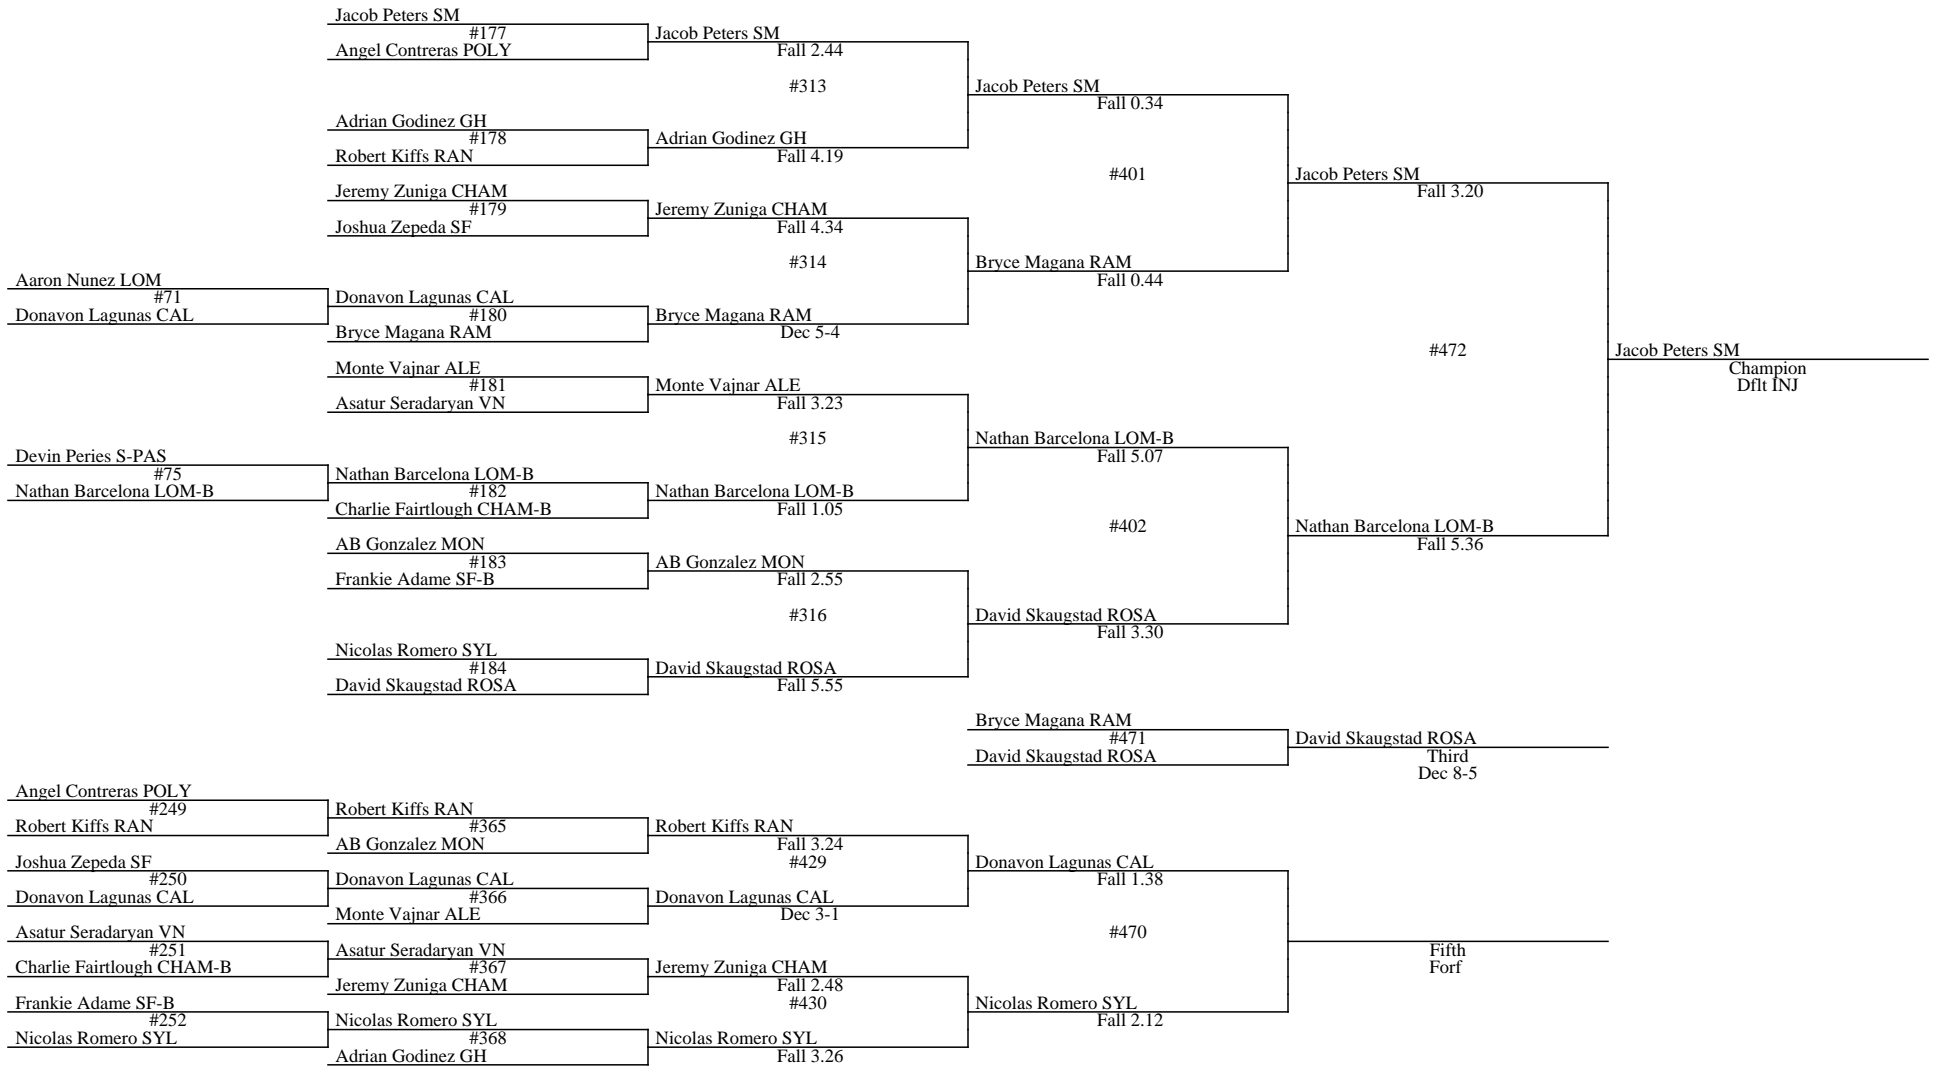 Jacob Peters SM
#177
Angel Contreras POLY
Jacob Peters SM
Fall 2.44
#313
Adrian Godinez GH
#178
Robert Kiffs RAN
Adrian Godinez GH
Fall 4.19
Jacob Peters SM
Fall 0.34
#401
Jeremy Zuniga CHAM
#179
Joshua Zepeda SF
Jeremy Zuniga CHAM
Fall 4.34
#314
Aaron Nunez LOM
#71
Donavon Lagunas CAL
Donavon Lagunas CAL
#180
Bryce Magana RAM
Bryce Magana RAM
Dec 5-4
Bryce Magana RAM
Fall 0.44
Jacob Peters SM
Fall 3.20
#472
Jacob Peters SM
Champion
Dflt INJ
Monte Vajnar ALE
#181
Asatur Seradaryan VN
Monte Vajnar ALE
Fall 3.23
#315
Devin Peries S-PAS
#75
Nathan Barcelona LOM-B
Nathan Barcelona LOM-B
#182
Charlie Fairtlough CHAM-B
Nathan Barcelona LOM-B
Fall 1.05
Nathan Barcelona LOM-B
Fall 5.07
#402
AB Gonzalez MON
#183
Frankie Adame SF-B
AB Gonzalez MON
Fall 2.55
#316
Nicolas Romero SYL
#184
David Skaugstad ROSA
David Skaugstad ROSA
Fall 5.55
David Skaugstad ROSA
Fall 3.30
Nathan Barcelona LOM-B
Fall 5.36
Bryce Magana RAM
#471
David Skaugstad ROSA
David Skaugstad ROSA
Third
Dec 8-5
Angel Contreras POLY
#249
Robert Kiffs RAN
Robert Kiffs RAN
#365
AB Gonzalez MON
Robert Kiffs RAN
Fall 3.24
#429
Joshua Zepeda SF
#250
Donavon Lagunas CAL
Donavon Lagunas CAL
#366
Monte Vajnar ALE
Donavon Lagunas CAL
Dec 3-1
Donavon Lagunas CAL
Fall 1.38
#470
Asatur Seradaryan VN
#251
Charlie Fairtlough CHAM-B
Asatur Seradaryan VN
#367
Jeremy Zuniga CHAM
Jeremy Zuniga CHAM
Fall 2.48
#430
Frankie Adame SF-B
#252
Nicolas Romero SYL
Nicolas Romero SYL
#368
Adrian Godinez GH
Nicolas Romero SYL
Fall 3.26
Nicolas Romero SYL
Fall 2.12
Fifth
Forf